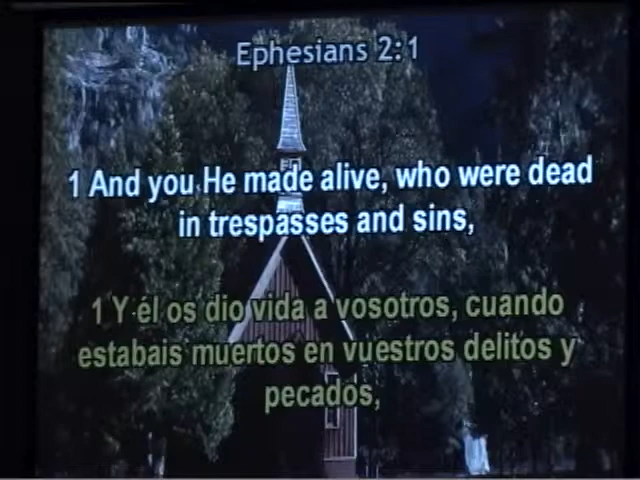 Ephesians 2:1
1 And you He made alive, who were dead
in trespasses and sins,
1 Y él os dio vida a vosotros, cuando
estabais muertos en vuestros delitos y
pecados,